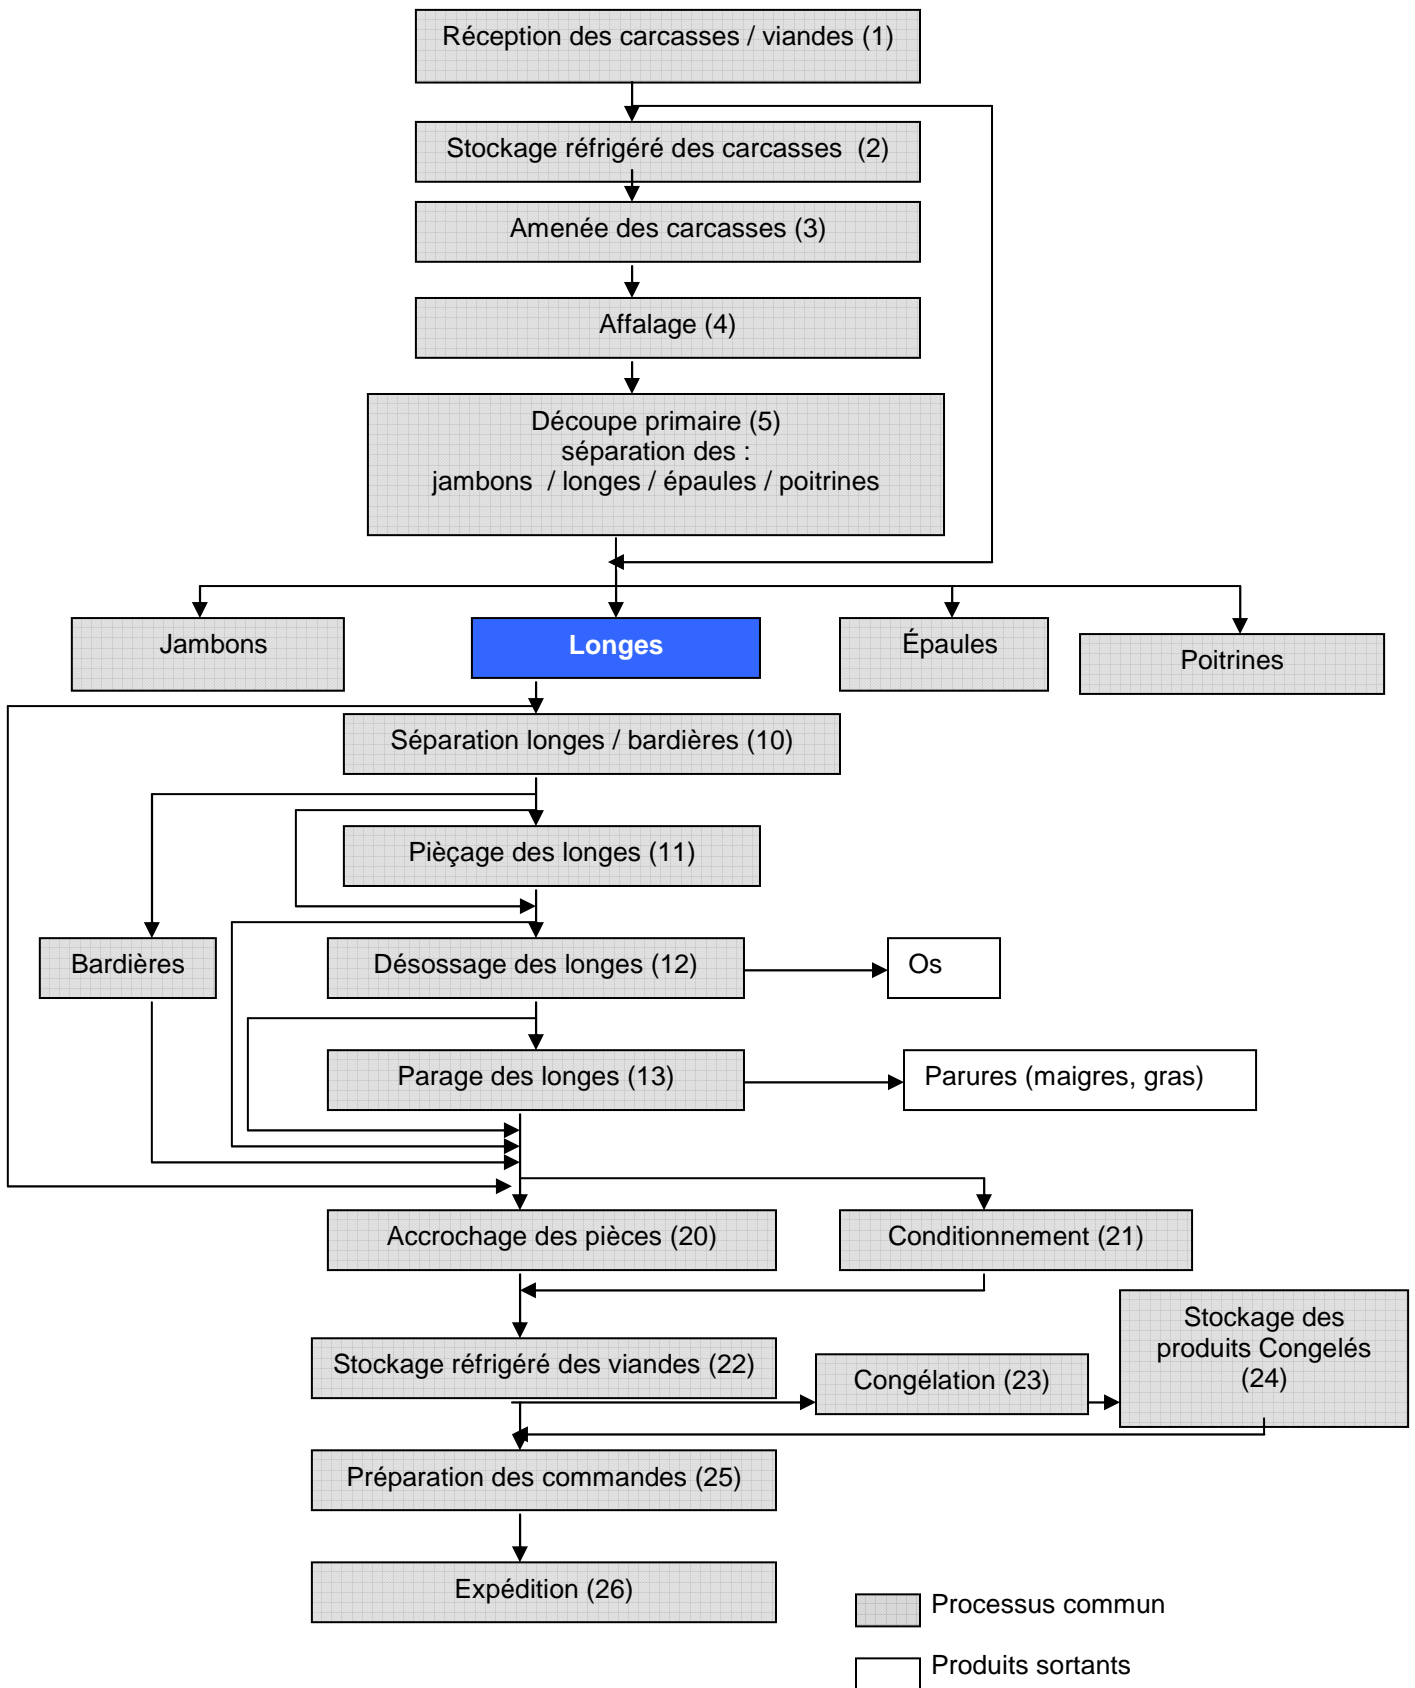 Réception des carcasses / viandes (1)
Stockage réfrigéré des carcasses  (2)
Amenée des carcasses (3)
Affalage (4)
Découpe primaire (5)
séparation des :
jambons  / longes / épaules / poitrines
Jambons
Longes
Épaules
Poitrines
Séparation longes / bardières (10)
Pièçage des longes (11)
Bardières
Désossage des longes (12)
Os
Parage des longes (13)
Parures (maigres, gras)
Accrochage des pièces (20)
Conditionnement (21)
Stockage des
produits Congelés
(24)
Stockage réfrigéré des viandes (22)
Congélation (23)
Préparation des commandes (25)
Expédition (26)
Processus commun
Produits sortants